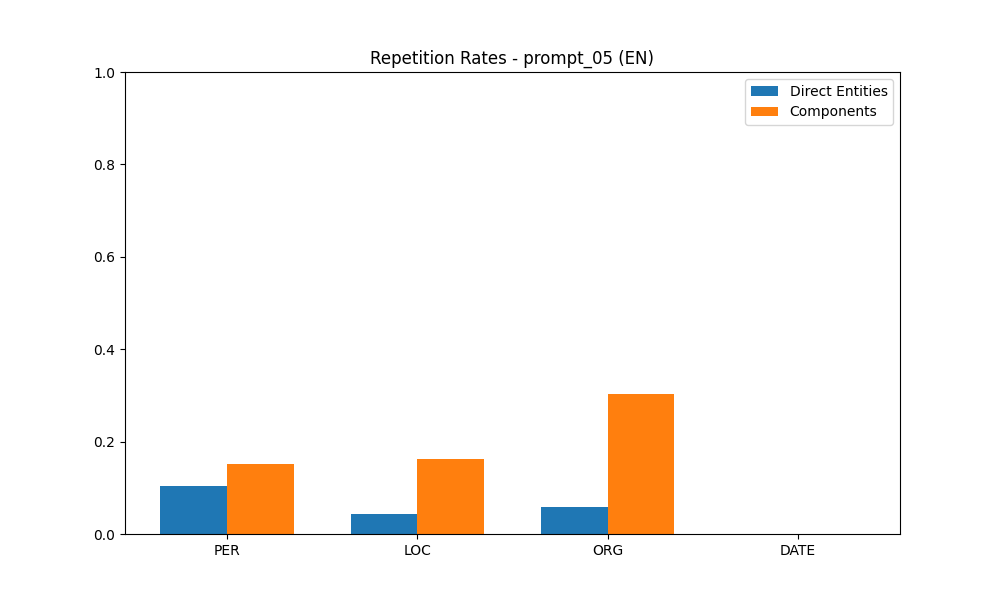 Repetition Rates - prompt_05 (EN)
1.0
0.8
0.6
0.4
0.2
0.0
Direct Entities
Components
PER LOC ORG DATE